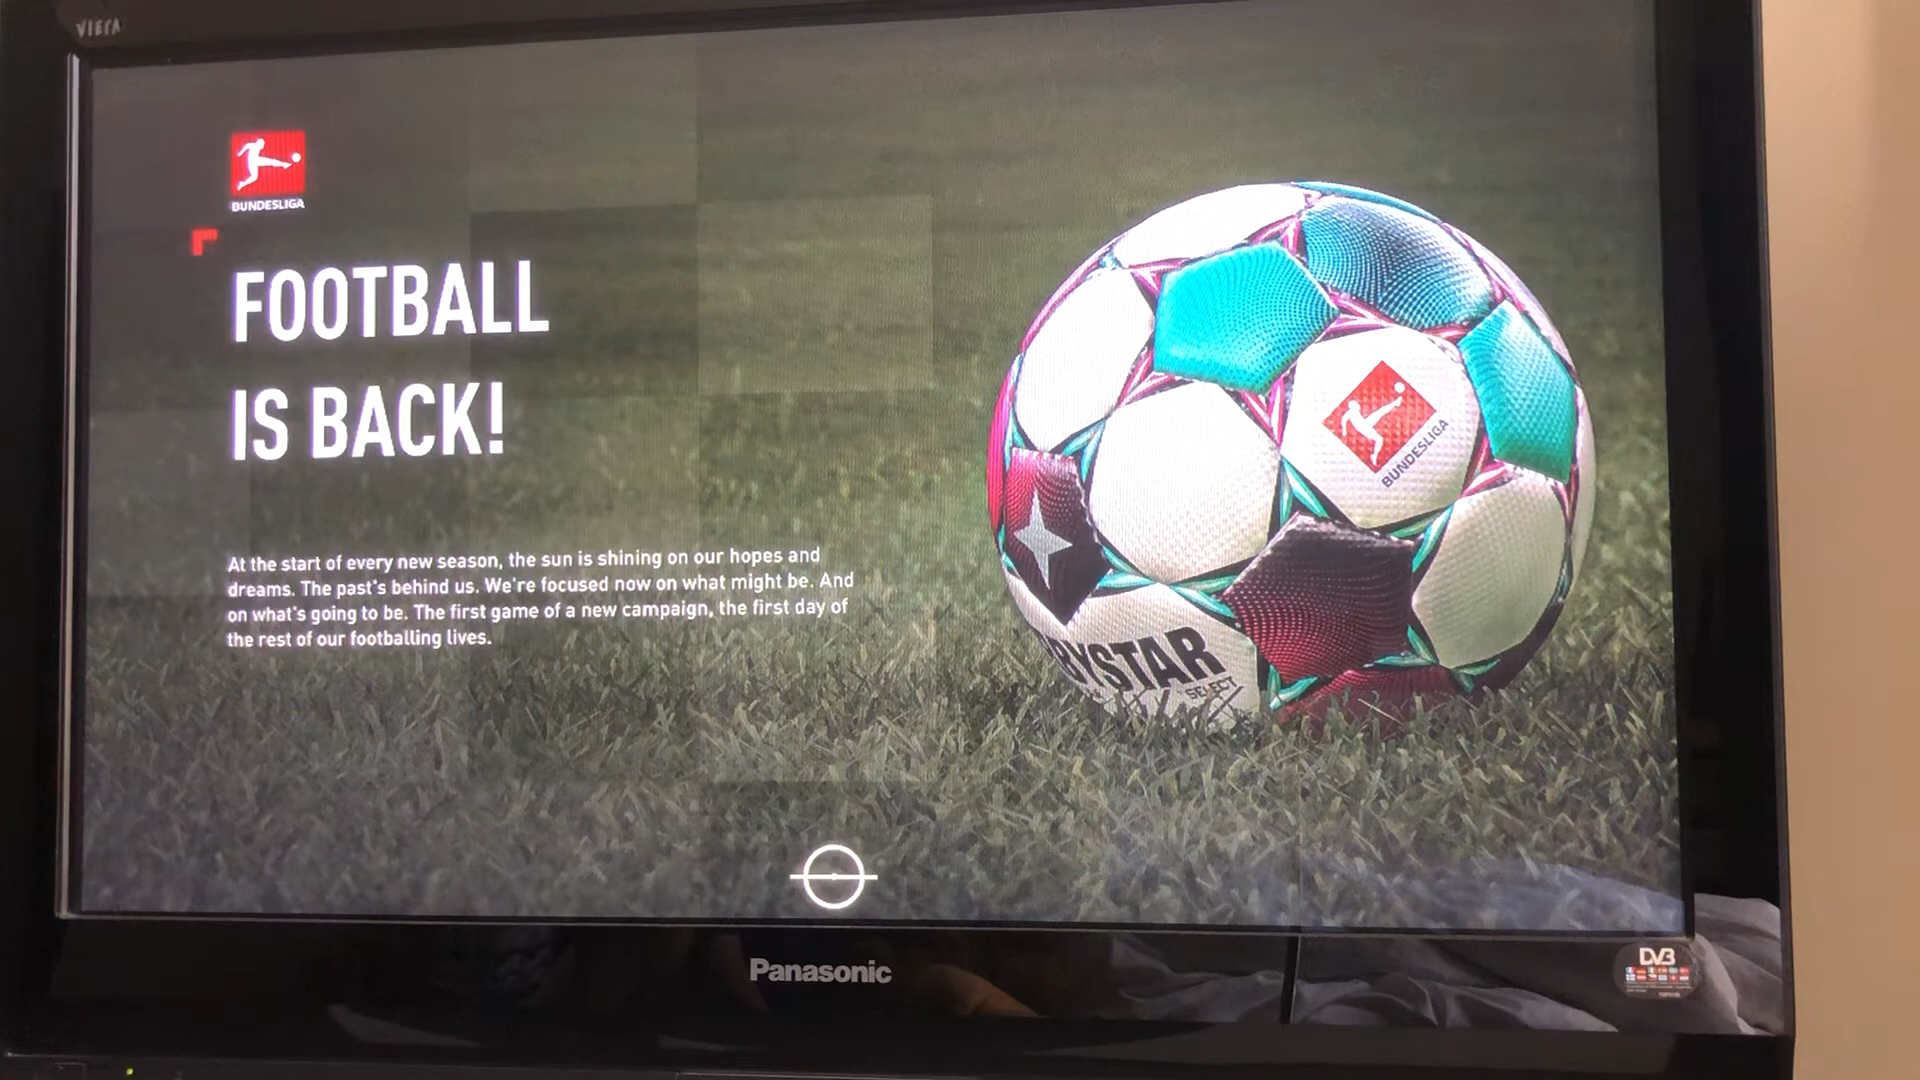 VIERA
BUNDESLIGA
FOOTBALL
IS BACK!
At the start of every new season, the sun is shining on our hopes and
dreams. The past's behind us. We're focused now on what might be. And
on what's going to be. The first game of a new campaign, the first day of
the rest of our footballing lives.
BUNDESLIGA
RYSTAR
SELECT
Panasonic
DVB